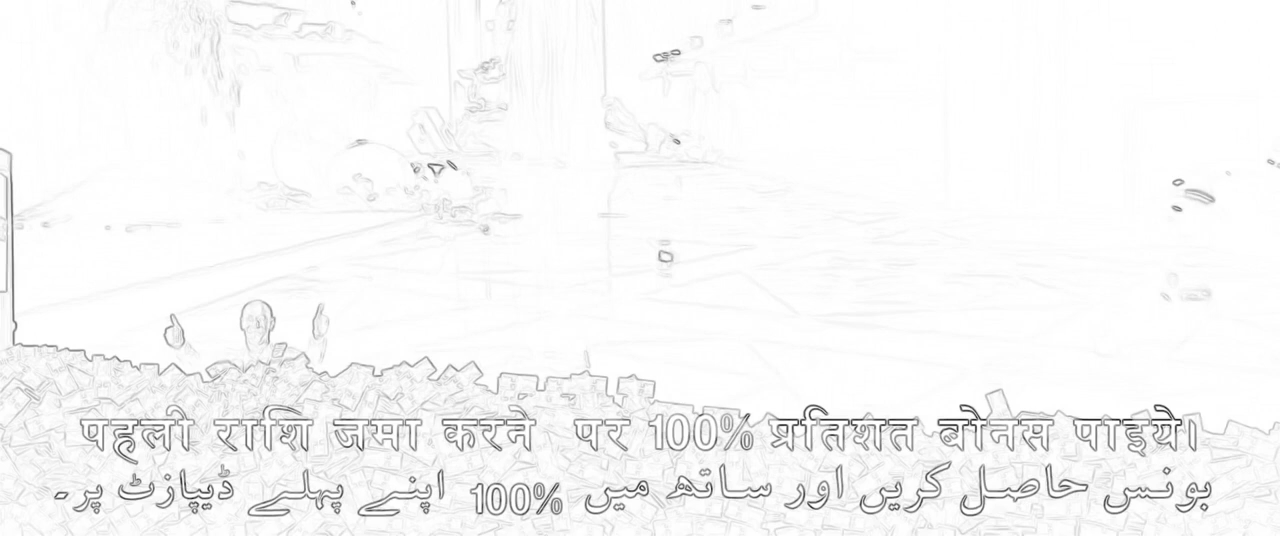 पहली राशि जमा करने पर 100% प्रतिशत बोनस पाइये।
بونس حاصل کریں اور ساتھ میں 100% اپنے پہلے ڈیپازٹ پر۔